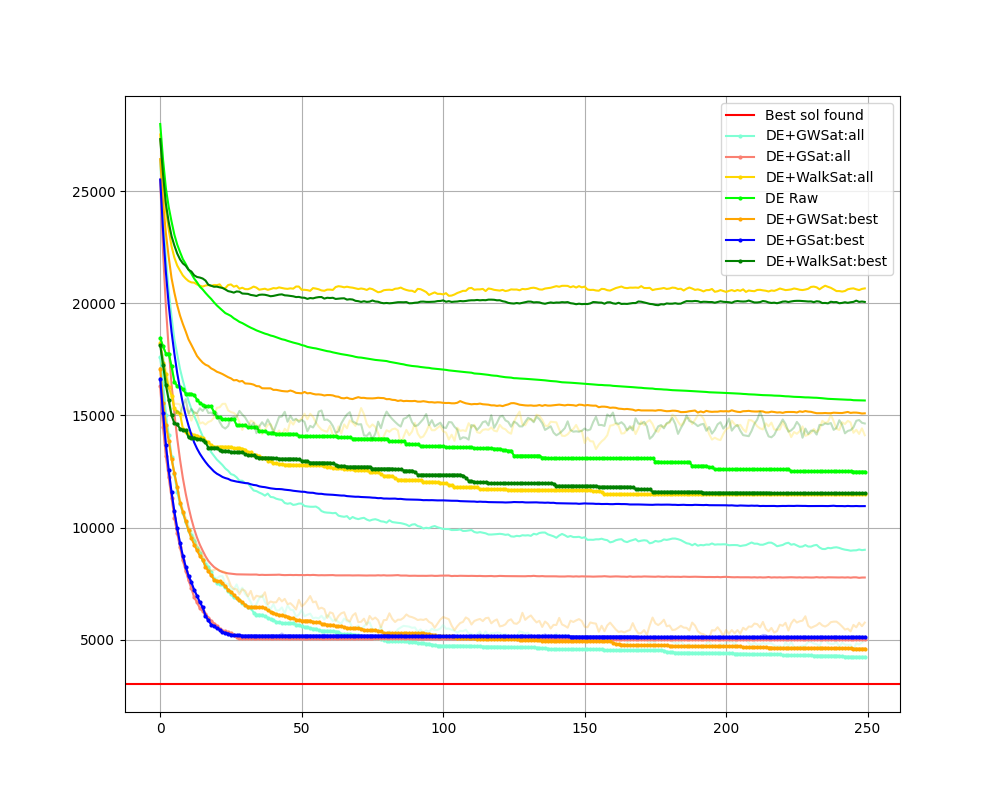 Best sol found
DE+GWSat:all
DE+GSat:all
DE+WalkSat:all
DE Raw
DE+GWSat:best
DE+GSat:best
DE+WalkSat:best
25000
20000
15000
10000
5000
0 50 100 150 200 250